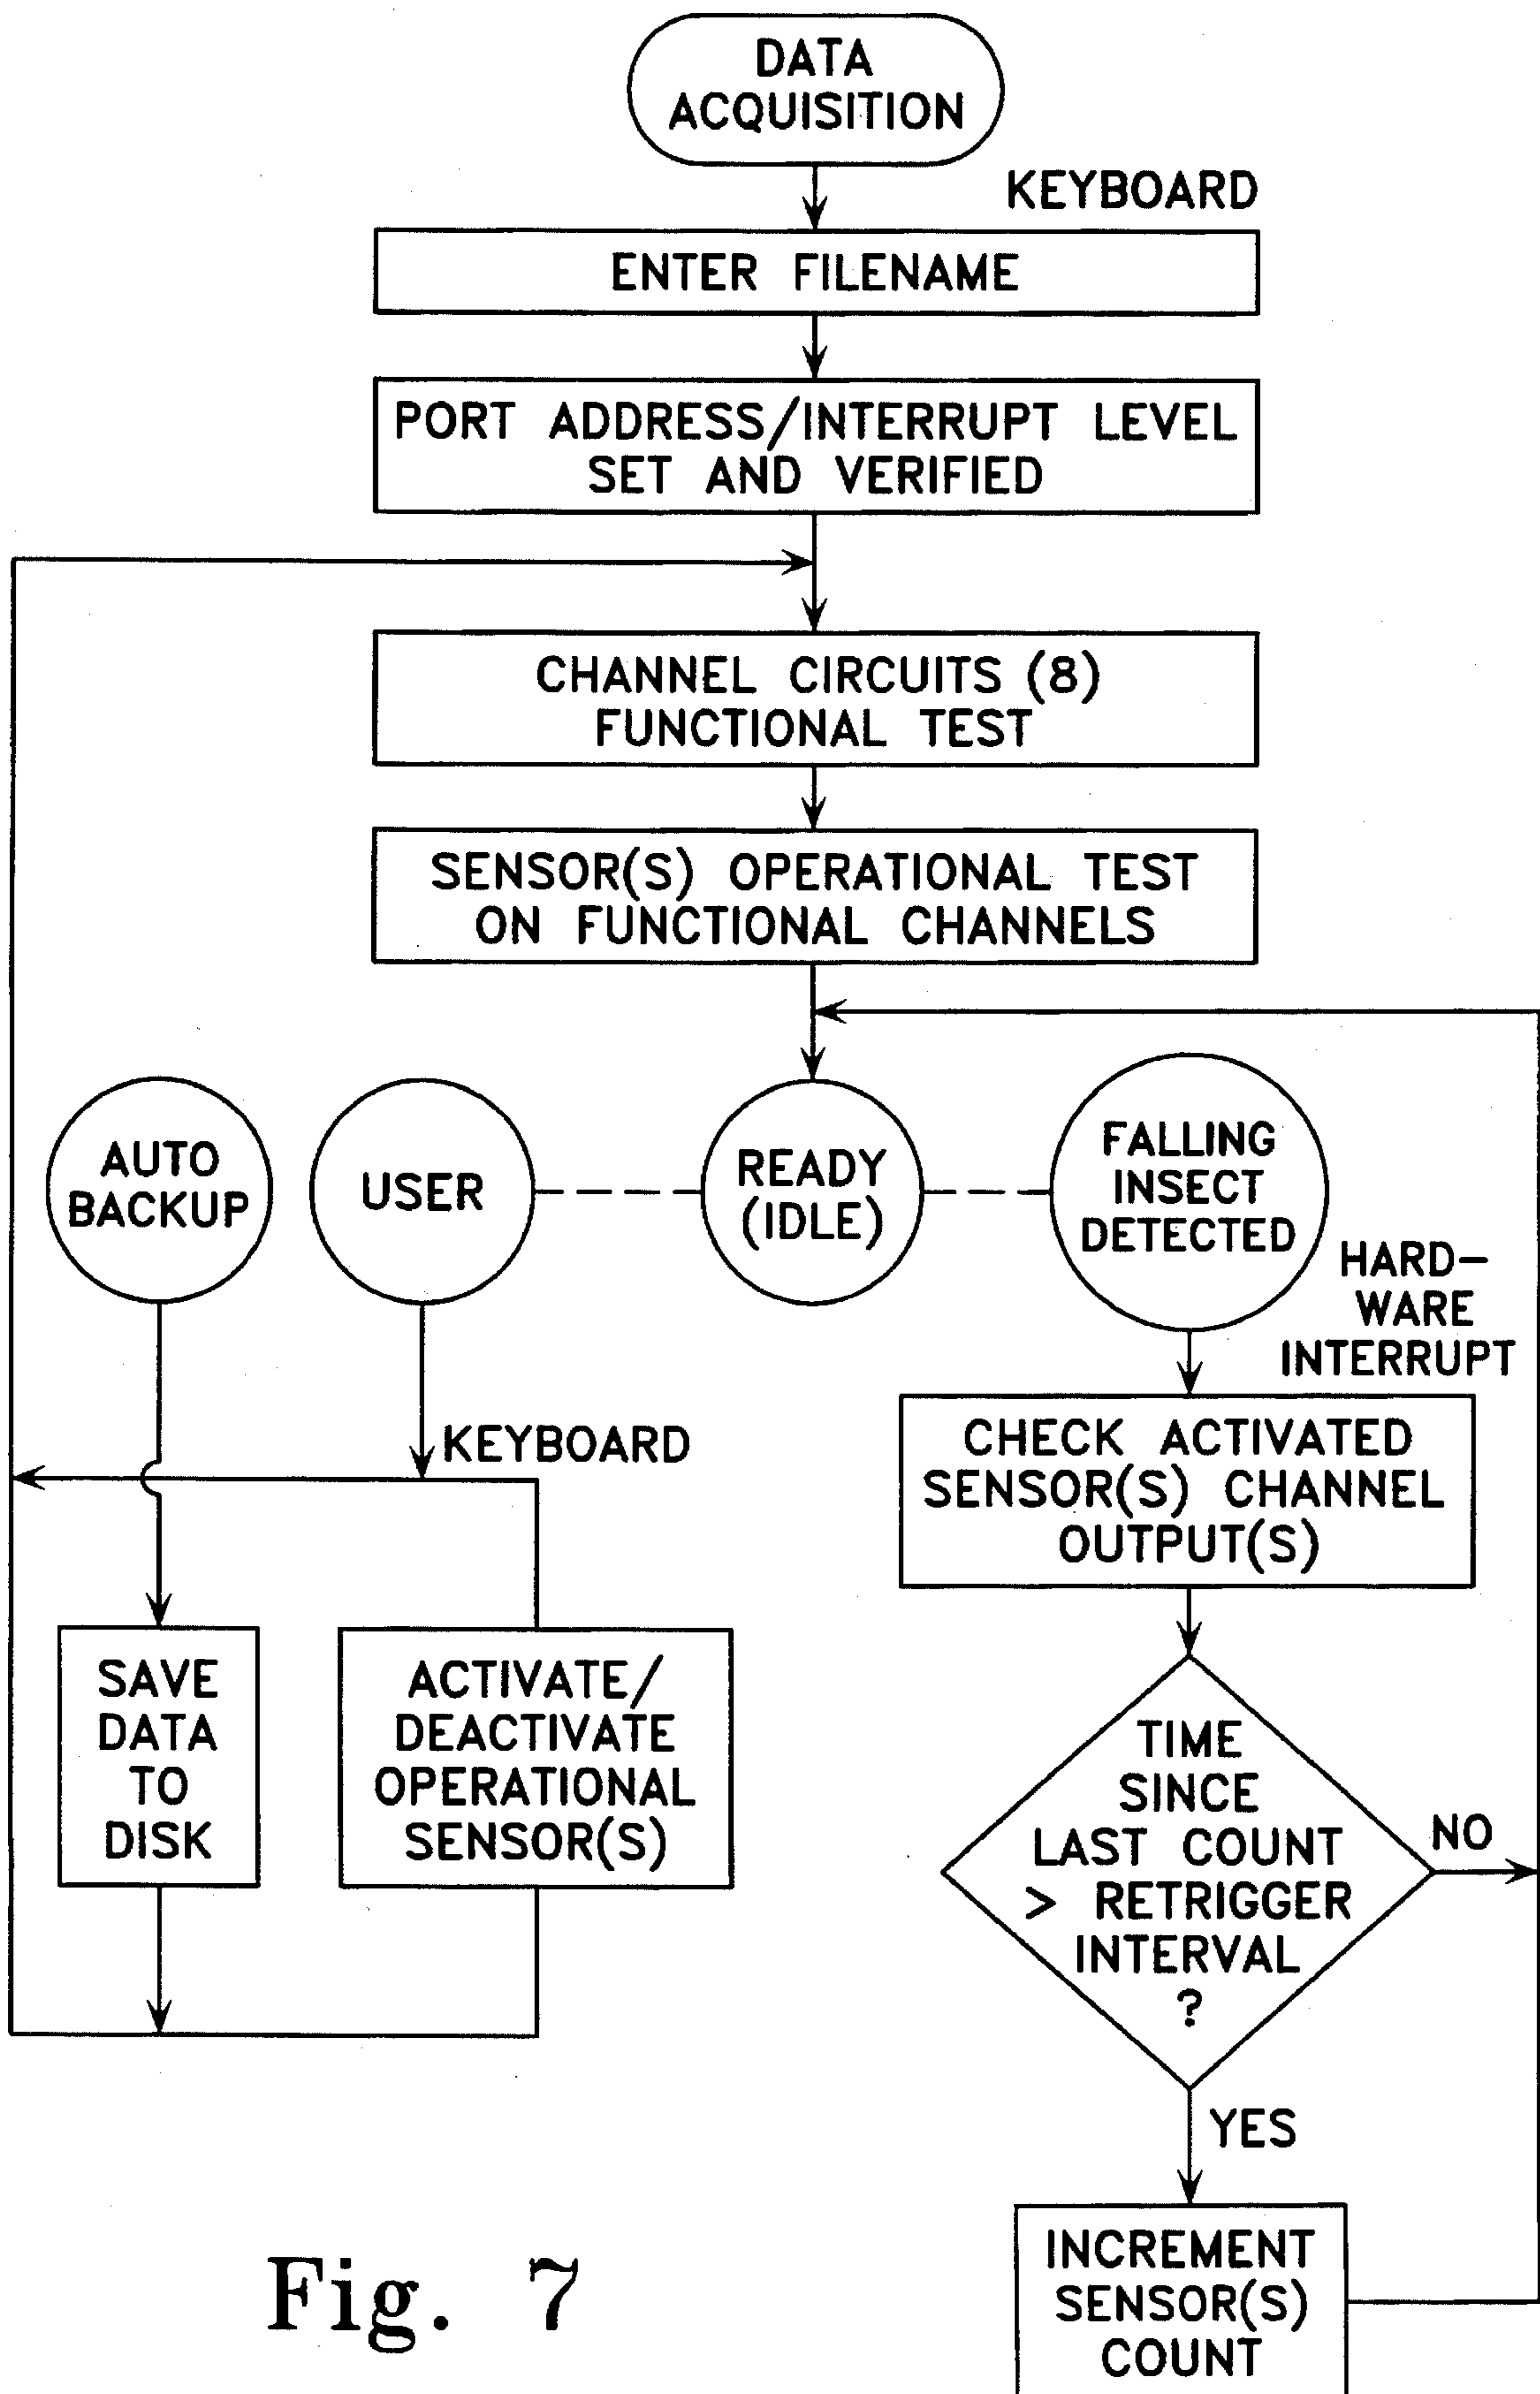 DATA
ACQUISITION
KEYBOARD
ENTER FILENAME
PORT ADDRESS/INTERRUPT LEVEL
SET AND VERIFIED
CHANNEL CIRCUITS (8)
FUNCTIONAL TEST
SENSOR(S) OPERATIONAL TEST
ON FUNCTIONAL CHANNELS
AUTO
BACKUP
USER
READY
(IDLE)
FALLING
INSECT
DETECTED
HARD-
WARE
INTERRUPT
KEYBOARD
CHECK ACTIVATED
SENSOR(S) CHANNEL
OUTPUT(S)
SAVE
DATA
TO
DISK
ACTIVATE/
DEACTIVATE
OPERATIONAL
SENSOR(S)
TIME
SINCE
LAST COUNT
> RETRIGGER
INTERVAL
?
NO
YES
INCREMENT
SENSOR(S)
COUNT
Fig. 7